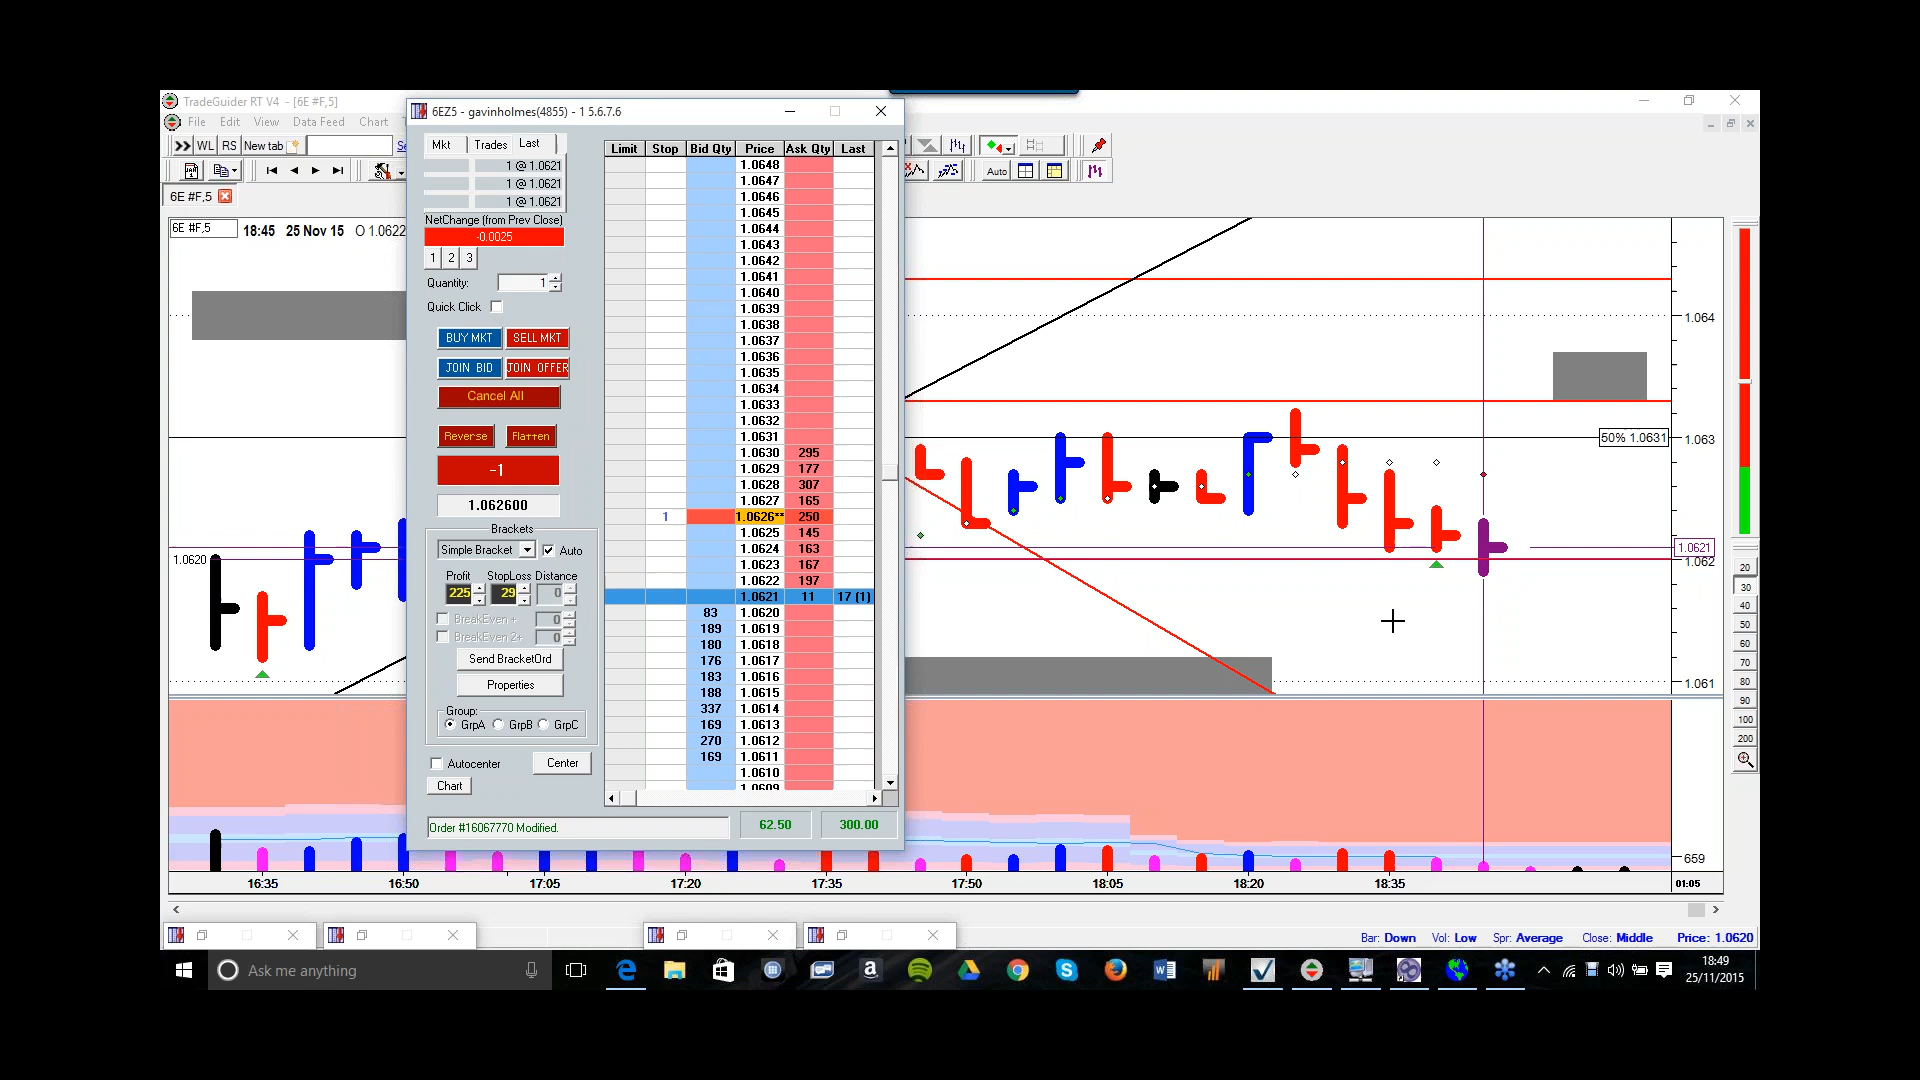 TradeGuider RT V4 - [6E #F,5]
File Edit View Data Feed Chart
WL RS New tab
6E #F,5
6E #F,5 18:45 25 Nov 15 O 1.0622
6EZ5 - gavinholmes(4855) - 1 5.6.7.6
Mkt Trades Last
1 @ 1.0621
1 @ 1.0621
1 @ 1.0621
NetChange (from Prev Close)
-0.0025
1 2 3
Quantity: 1
Quick Click
BUY MKT SELL MKT
JOIN BID JOIN OFFER
Cancel All
Reverse Flatten
-1
1.062600
Brackets
Simple Bracket Auto
Profit StopLoss Distance
225 29 0
BreakEven + 0
BreakEven 2+ 0
Send BracketOrd
Properties
Group:
GrpA GrpB GrpC
Autocenter Center
Chart
Order #16067770 Modified.
62.50 300.00
Limit Stop Bid Qty Price Ask Qty Last
1.0648
1.0647
1.0646
1.0645
1.0644
1.0643
1.0642
1.0641
1.0640
1.0639
1.0638
1.0637
1.0636
1.0635
1.0634
1.0633
1.0632
1.0631
1.0630 295
1.0629 177
1.0628 307
1.0627 165
1 1.0626** 250
1.0625 145
1.0624 163
1.0623 167
1.0622 197
1.0621 11 17 (1)
83 1.0620
189 1.0619
180 1.0618
176 1.0617
183 1.0616
188 1.0615
337 1.0614
169 1.0613
270 1.0612
169 1.0611
1.0610
1.0609
Auto
1.0620
1.064
50% 1.0631
1.063
1.0621
1.062
1.061
659
20
30
40
50
60
70
80
90
100
200
16:35 16:50 17:05 17:20 17:35 17:50 18:05 18:20 18:35 01:05
Bar: Down Vol: Low Spr: Average Close: Middle Price: 1.0620
Ask me anything
18:49
25/11/2015